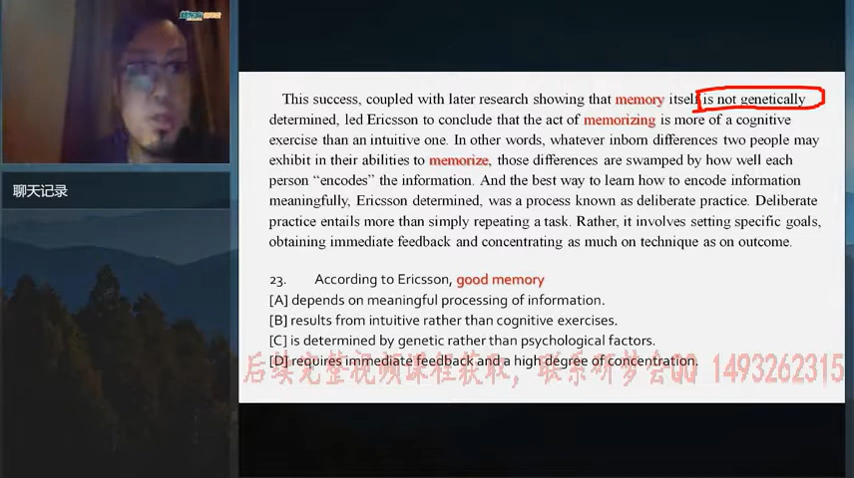 聊天记录
This success, coupled with later research showing that memory itself is not genetically
determined, led Ericsson to conclude that the act of memorizing is more of a cognitive
exercise than an intuitive one. In other words, whatever inborn differences two people may
exhibit in their abilities to memorize, those differences are swamped by how well each
person “encodes” the information. And the best way to learn how to encode information
meaningfully, Ericsson determined, was a process known as deliberate practice. Deliberate
practice entails more than simply repeating a task. Rather, it involves setting specific goals,
obtaining immediate feedback and concentrating as much on technique as on outcome.
23. According to Ericsson, good memory
[A] depends on meaningful processing of information.
[B] results from intuitive rather than cognitive exercises.
[C] is determined by genetic rather than psychological factors.
[D] requires immediate feedback and a high degree of concentration.
后续完整视频课程获取，联系研梦会QQ 1493262315